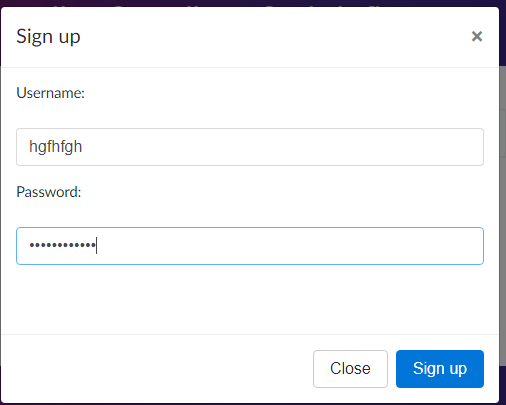 Sign up ×
Username:
hgfhfgh
Password:
••••••••••••
Close Sign up